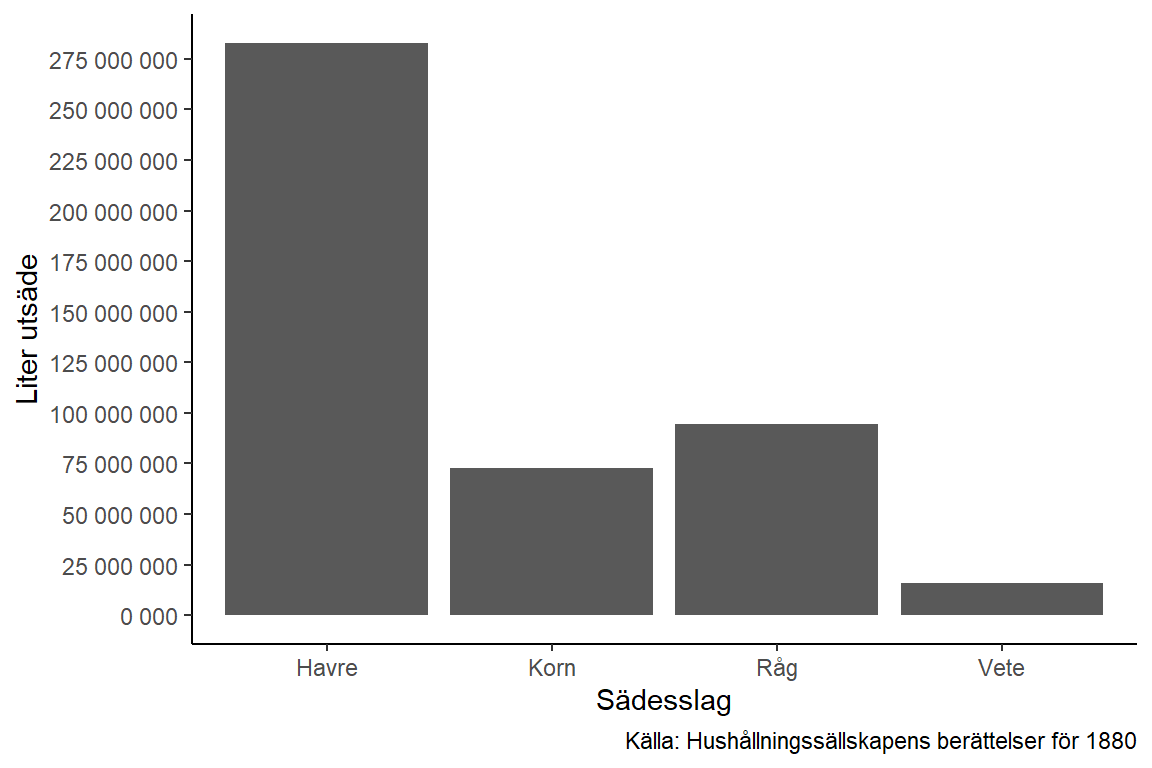 Liter utsäde
275 000 000
250 000 000
225 000 000
200 000 000
175 000 000
150 000 000
125 000 000
100 000 000
75 000 000
50 000 000
25 000 000
0 000
Havre
Korn
Råg
Vete
Sädesslag
Källa: Hushållningssällskapens berättelser för 1880